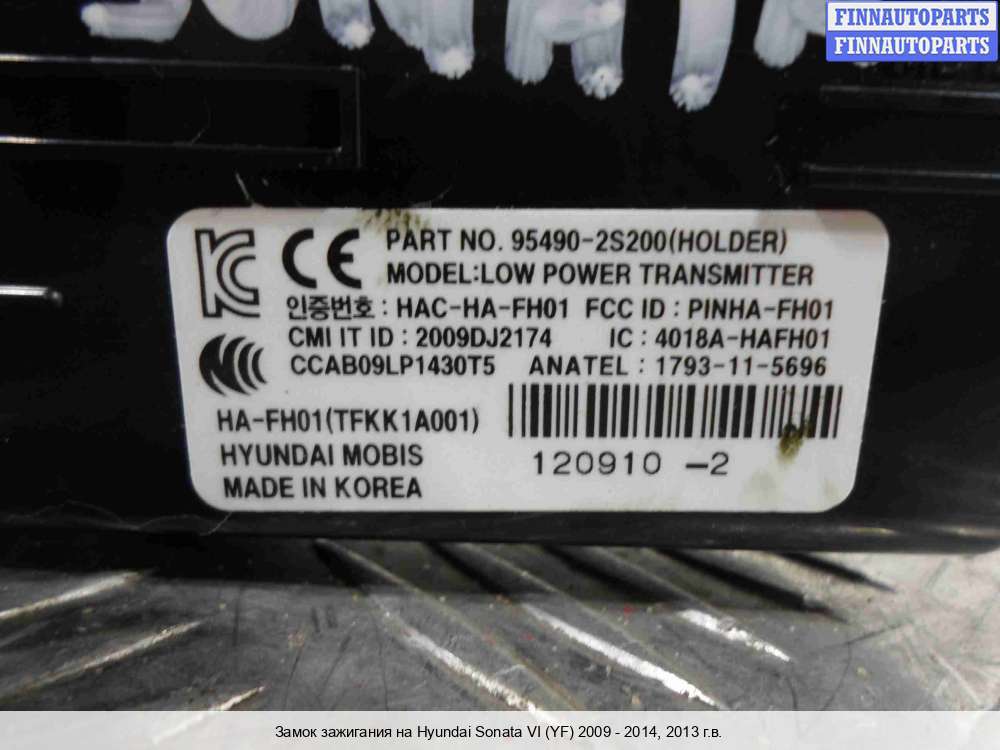 FINNAUTOPARTS
FINNAUTOPARTS
PART NO. 95490-2S200(HOLDER)
MODEL:LOW POWER TRANSMITTER
인증번호 : HAC-HA-FH01 FCC ID : PINHA-FH01
CMI IT ID : 2009DJ2174 IC : 4018A-HAFH01
CCAB09LP1430T5 ANATEL : 1793-11-5696
HA-FH01(TFKK1A001)
HYUNDAI MOBIS
120910 -2
MADE IN KOREA
Замок зажигания на Hyundai Sonata VI (YF) 2009 - 2014, 2013 г.в.